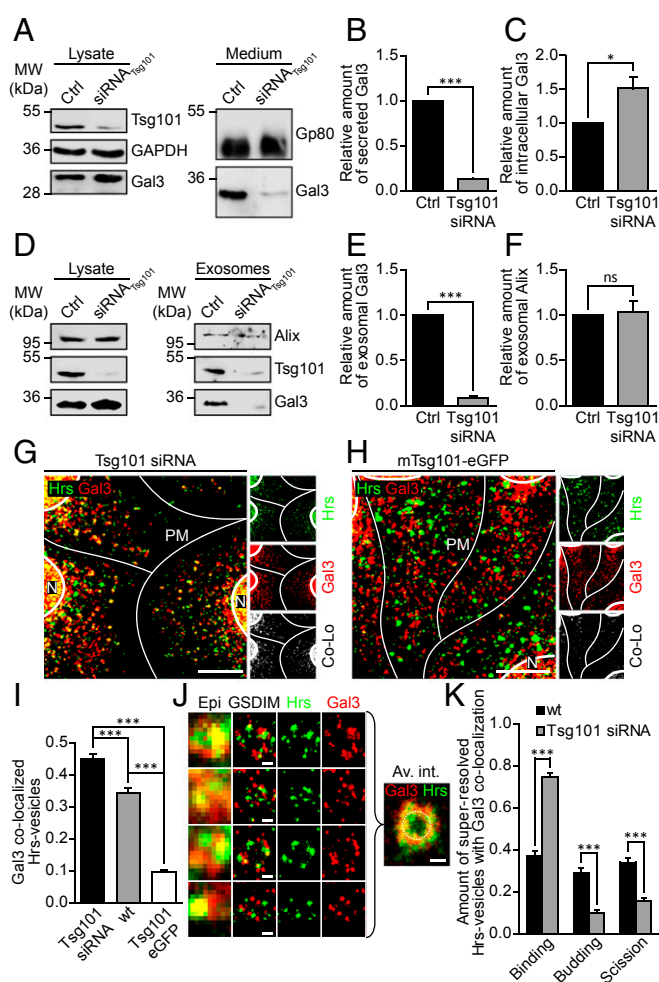 A
Lysate
Medium
MW
(kDa)
Ctrl
siRNATsg101
55
36
28
Tsg101
GAPDH
Gal3
Ctrl
siRNATsg101
55
36
Gp80
Gal3
B
Relative amount
of secreted Gal3
1.5
1.0
0.5
0.0
***
Ctrl
Tsg101
siRNA
C
Relative amount
of intracellular Gal3
2.0
1.5
1.0
0.5
0.0
*
Ctrl
Tsg101
siRNA
D
Lysate
Exosomes
MW
(kDa)
Ctrl
siRNATsg101
95
55
36
MW
(kDa)
Ctrl
siRNATsg101
95
55
36
Alix
Tsg101
Gal3
E
Relative amount
of exosomal Gal3
1.5
1.0
0.5
0.0
***
Ctrl
Tsg101
siRNA
F
Relative amount
of exosomal Alix
1.5
1.0
0.5
0.0
ns
Ctrl
Tsg101
siRNA
G
Tsg101 siRNA
Hrs Gal3
PM
N
N
Hrs
Gal3
Co-Lo
H
mTsg101-eGFP
Hrs Gal3
PM
N
Hrs
Gal3
Co-Lo
I
Gal3 co-localized
Hrs-vesicles
0.5
0.4
0.3
0.2
0.1
0.0
***
***
***
Tsg101
siRNA
wt
Tsg101
eGFP
J
Epi GSDIM Hrs Gal3
Av. int.
Gal3 Hrs
K
wt
Tsg101 siRNA
Amount of super-resolved
Hrs-vesicles with Gal3 co-localization
1.0
0.8
0.6
0.4
0.2
0.0
***
***
***
Binding
Budding
Scission